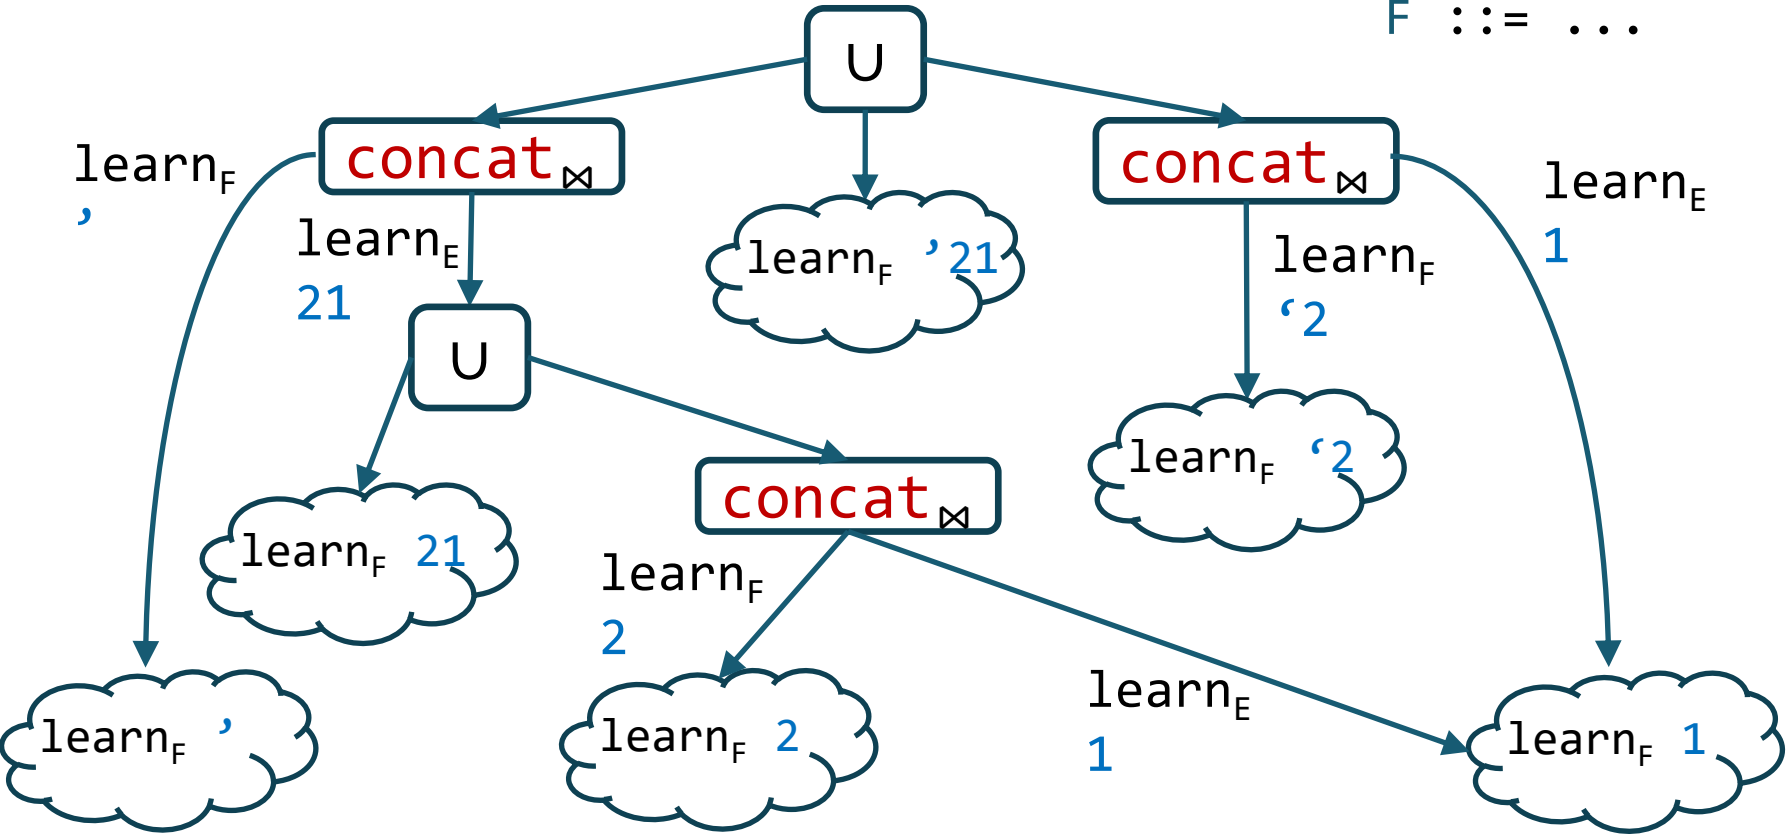 F ::= ...
∪
concat⋈
concat⋈
learnF
’
learnE
21
learnF ’21
learnF
‘2
learnE
1
∪
learnF 21
concat⋈
learnF ‘2
learnF
2
learnE
1
learnF ’
learnF 2
learnF 1